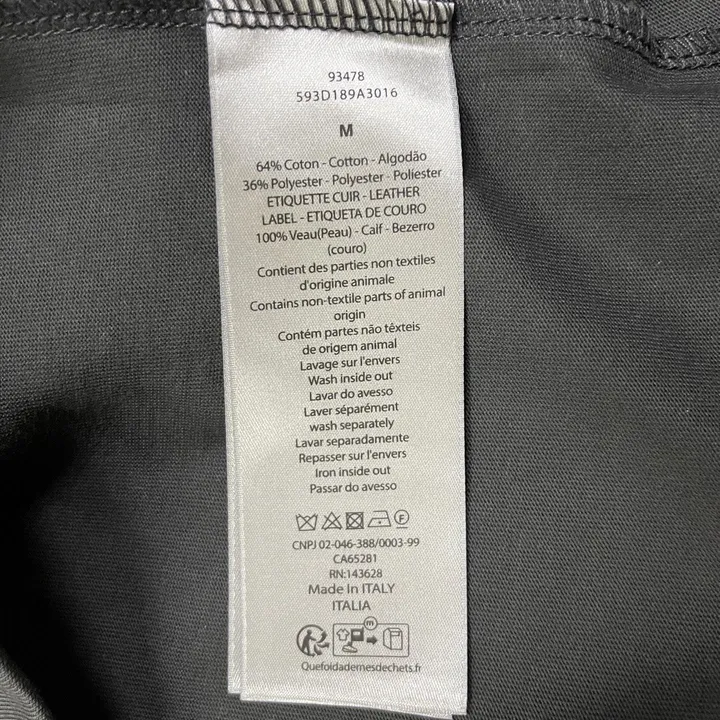 93478
593D189A3016
M
64% Coton - Cotton - Algodão
36% Polyester - Polyester - Poliester
ETIQUETTE CUIR - LEATHER
LABEL - ETIQUETA DE COURO
100% Veau(Peau) - Calf - Bezerro
(couro)
Contient des parties non textiles
d'origine animale
Contains non-textile parts of animal
origin
Contém partes não têxteis
de origem animal
Lavage sur l'envers
Wash inside out
Lavar do avesso
Laver séparément
wash separately
Lavar separadamente
Repasser sur l'envers
Iron inside out
Passar do avesso
F
CNPJ 02-046-388/0003-99
CA65281
RN:143628
Made In ITALY
ITALIA
m
Quefoidademesdechets.fr